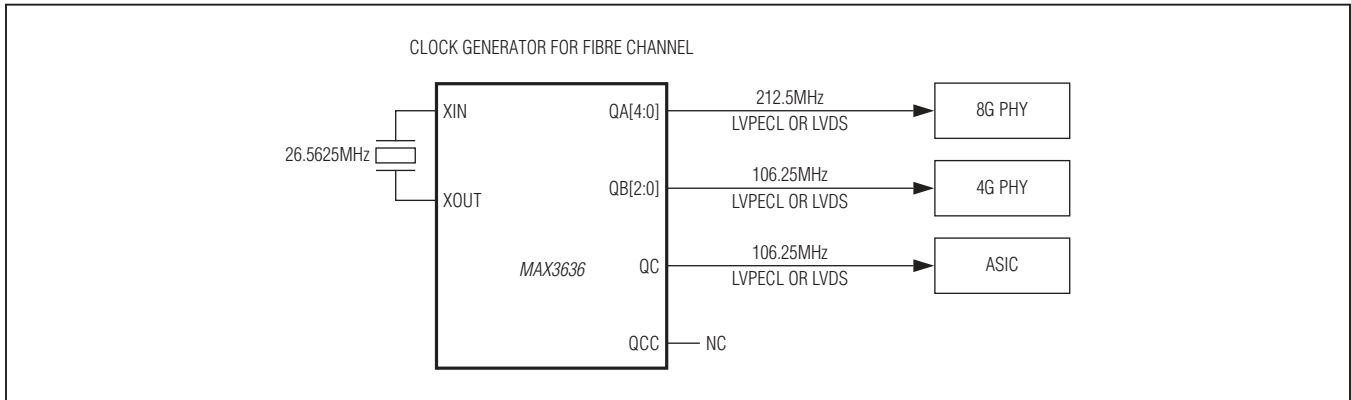 CLOCK GENERATOR FOR FIBRE CHANNEL
XIN
QA[4:0]
212.5MHz
LVPECL OR LVDS
8G PHY
26.5625MHz
XOUT
QB[2:0]
106.25MHz
LVPECL OR LVDS
4G PHY
MAX3636
QC
106.25MHz
LVPECL OR LVDS
ASIC
QCC
NC